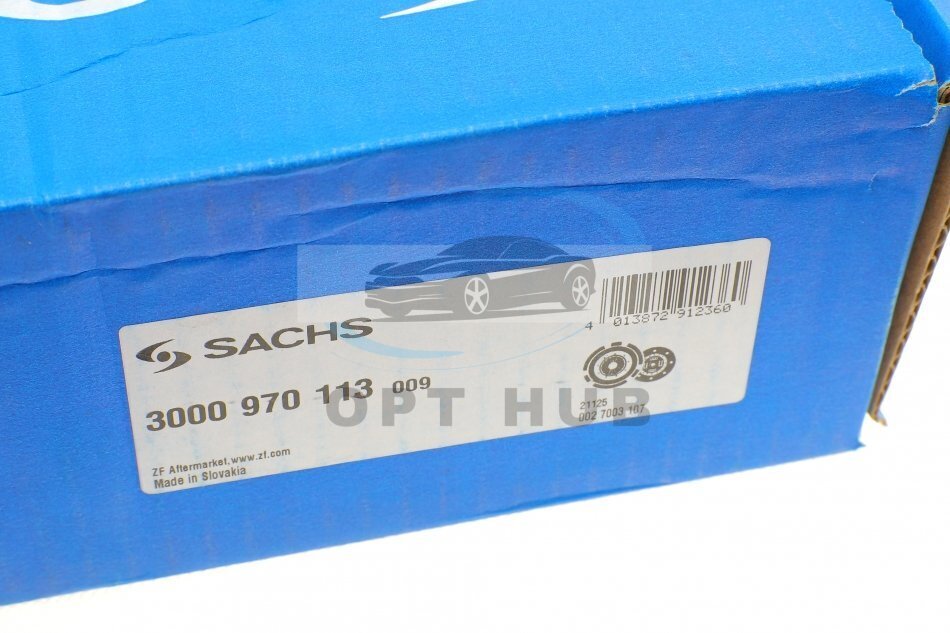 SACHS
3000 970 113 009
ZF Aftermarket, www.zf.com
Made in Slovakia
4 013872 912360
21125
002 7003 107
OPT HUB